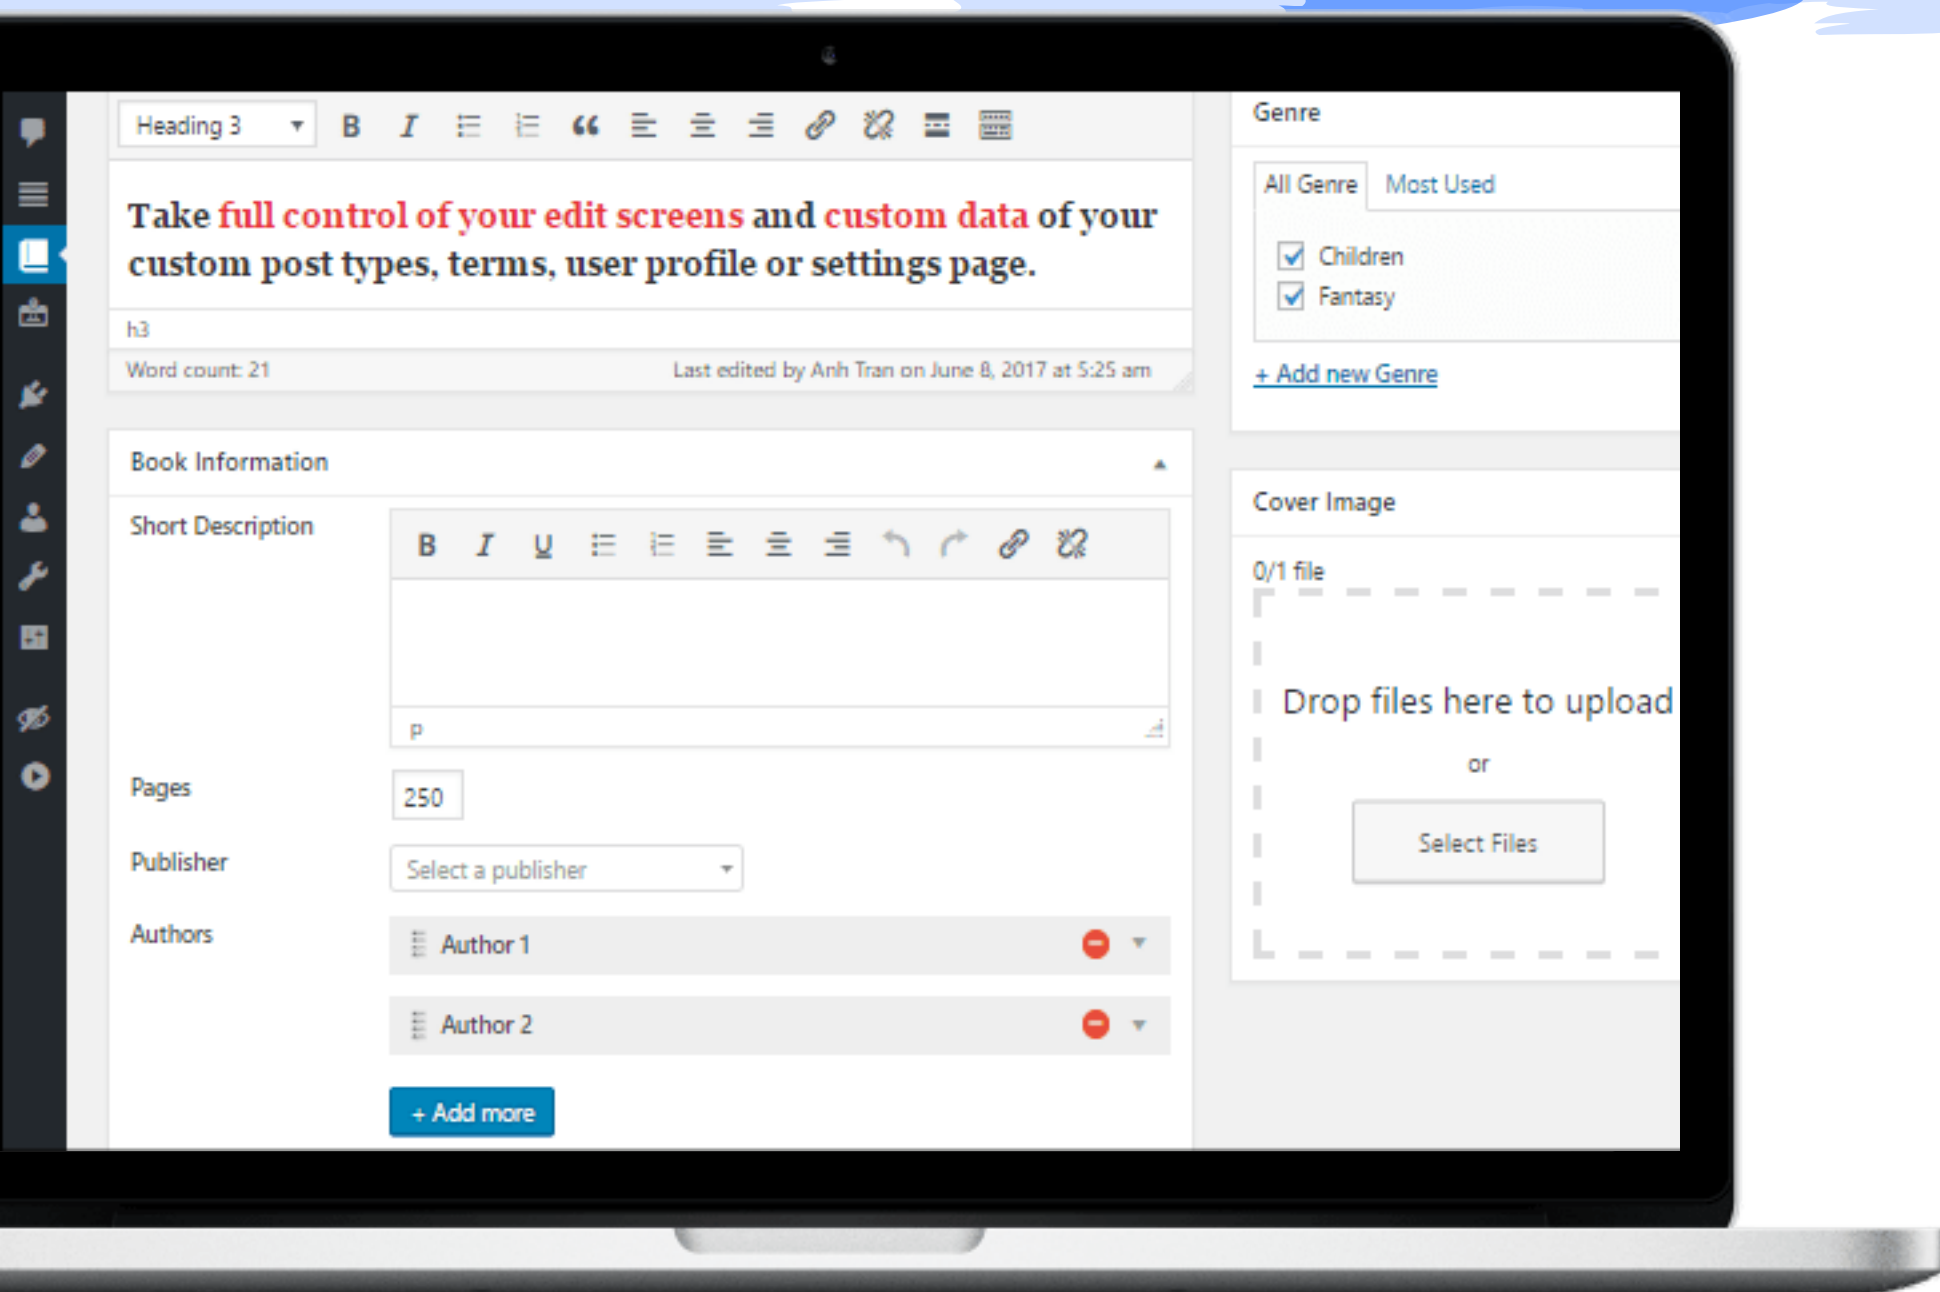 Heading 3
Take full control of your edit screens and custom data of your
custom post types, terms, user profile or settings page.
h3
Word count: 21
Last edited by Anh Tran on June 8, 2017 at 5:25 am
Book Information
Short Description
p
Pages
250
Publisher
Select a publisher
Authors
Author 1
Author 2
+ Add more
Genre
All Genre
Most Used
Children
Fantasy
+ Add new Genre
Cover Image
0/1 file
Drop files here to upload
or
Select Files